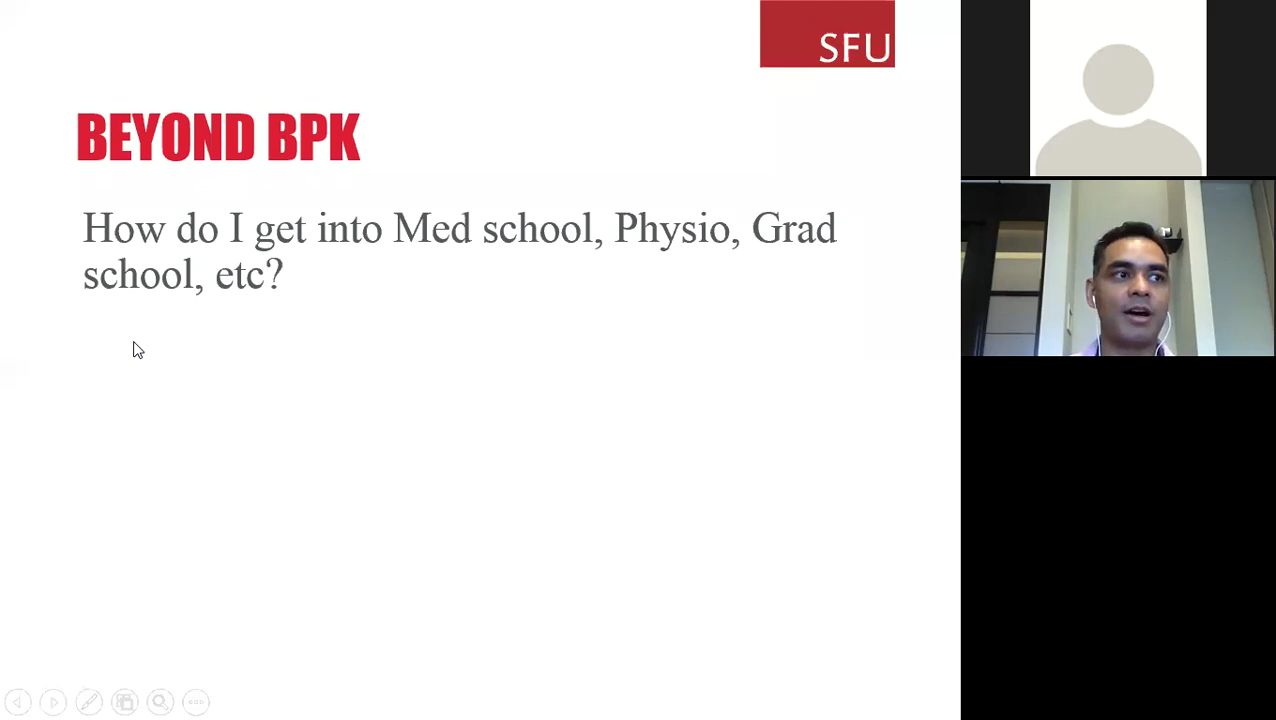 SFU
BEYOND BPK
How do I get into Med school, Physio, Grad
school, etc?